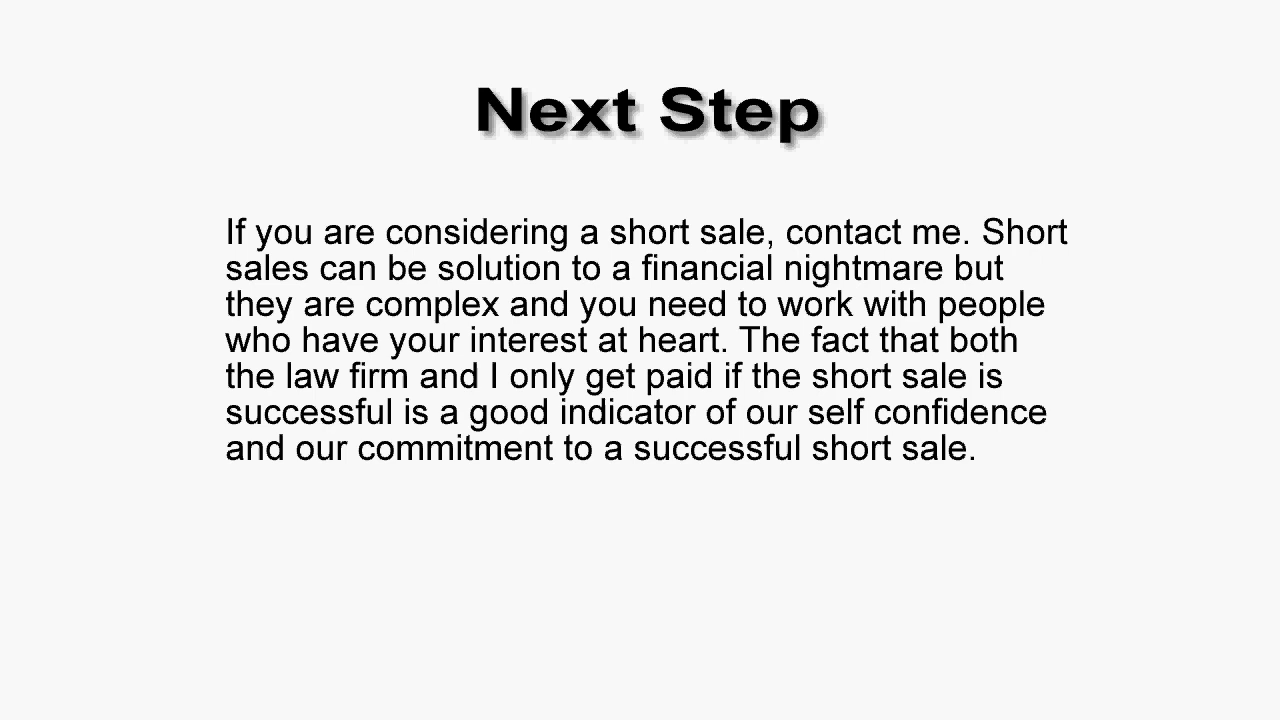 Next Step
If you are considering a short sale, contact me. Short
sales can be solution to a financial nightmare but
they are complex and you need to work with people
who have your interest at heart. The fact that both
the law firm and I only get paid if the short sale is
successful is a good indicator of our self confidence
and our commitment to a successful short sale.